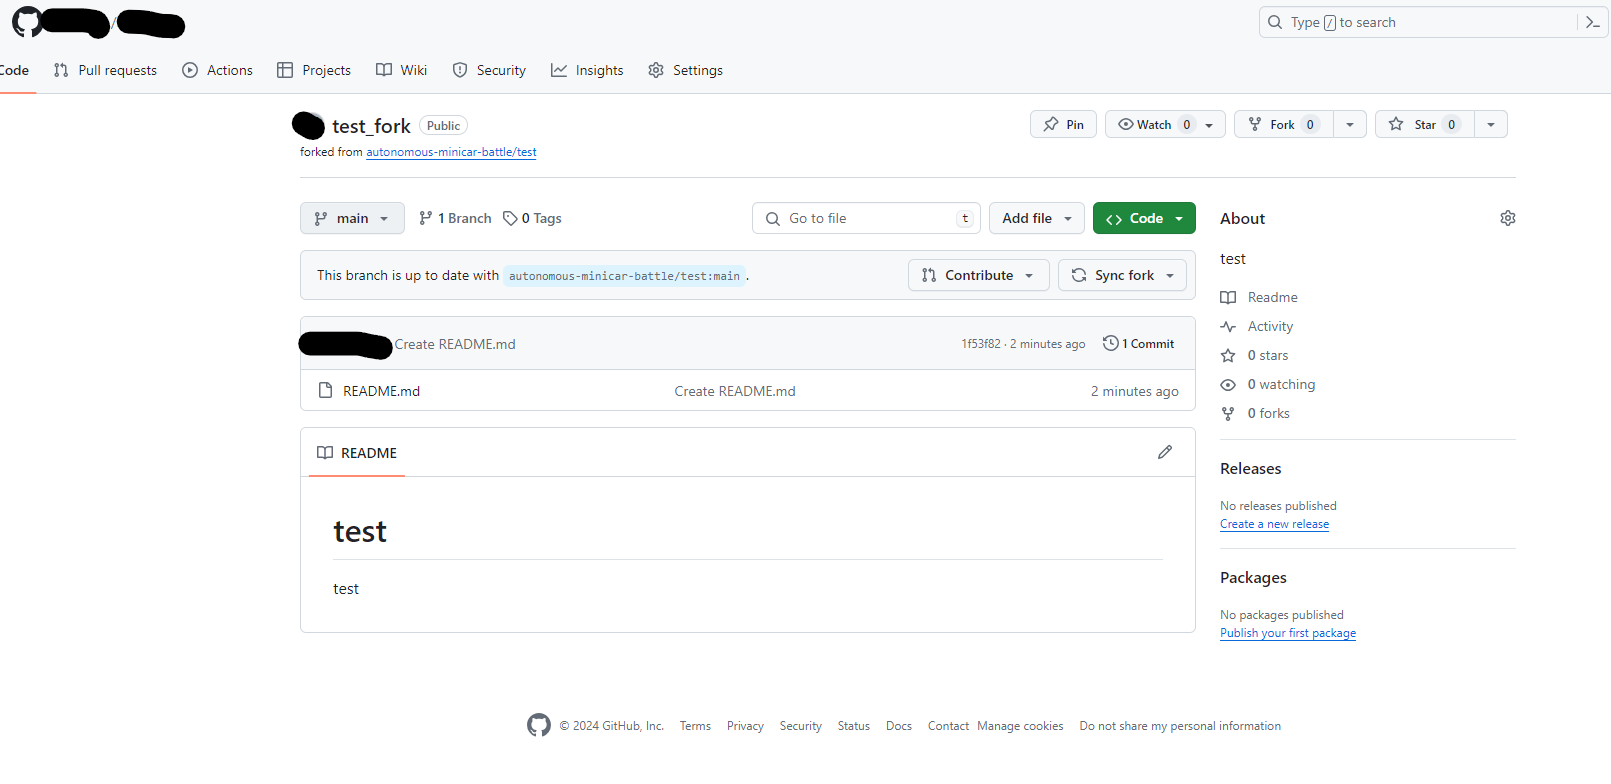 /
Type / to search
Code Pull requests Actions Projects Wiki Security Insights Settings
test_fork Public
Pin Watch 0 Fork 0 Star 0
forked from autonomous-minicar-battle/test
main 1 Branch 0 Tags Go to file t Add file Code
This branch is up to date with autonomous-minicar-battle/test:main .
Contribute Sync fork
Create README.md 1f53f82 · 2 minutes ago 1 Commit
README.md Create README.md 2 minutes ago
README
test
test
About
test
Readme
Activity
0 stars
0 watching
0 forks
Releases
No releases published
Create a new release
Packages
No packages published
Publish your first package
© 2024 GitHub, Inc. Terms Privacy Security Status Docs Contact Manage cookies Do not share my personal information